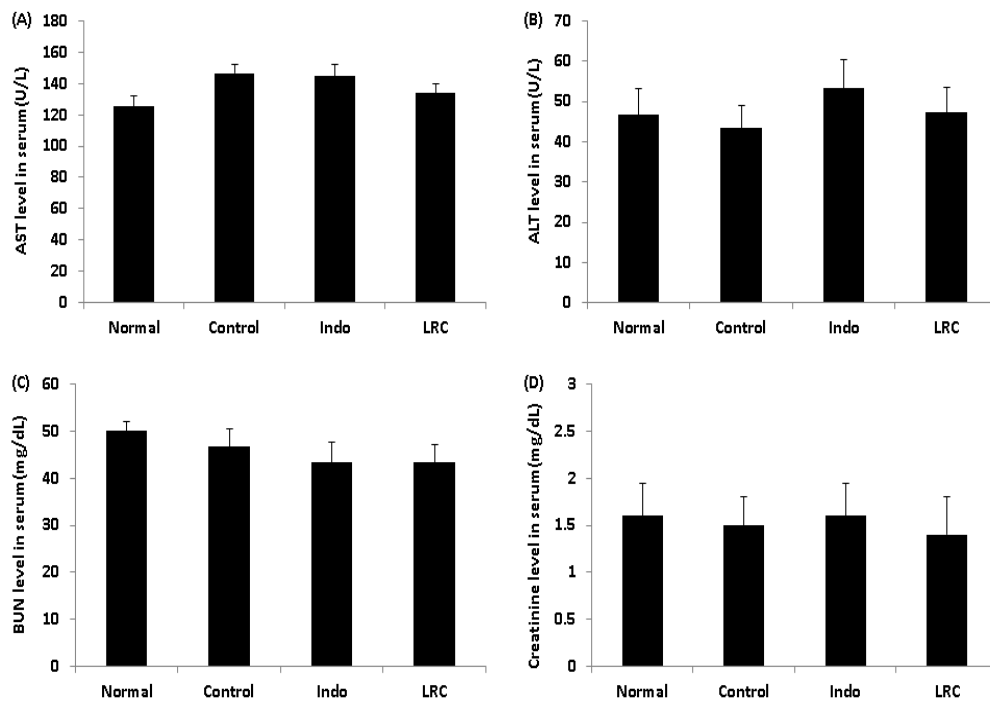 (A)
AST level in serum (U/L)
180
160
140
120
100
80
60
40
20
0
Normal Control Indo LRC
(B)
ALT level in serum (U/L)
70
60
50
40
30
20
10
0
Normal Control Indo LRC
(C)
BUN level in serum (mg/dL)
60
50
40
30
20
10
0
Normal Control Indo LRC
(D)
Creatinine level in serum (mg/dL)
3
2.5
2
1.5
1
0.5
0
Normal Control Indo LRC